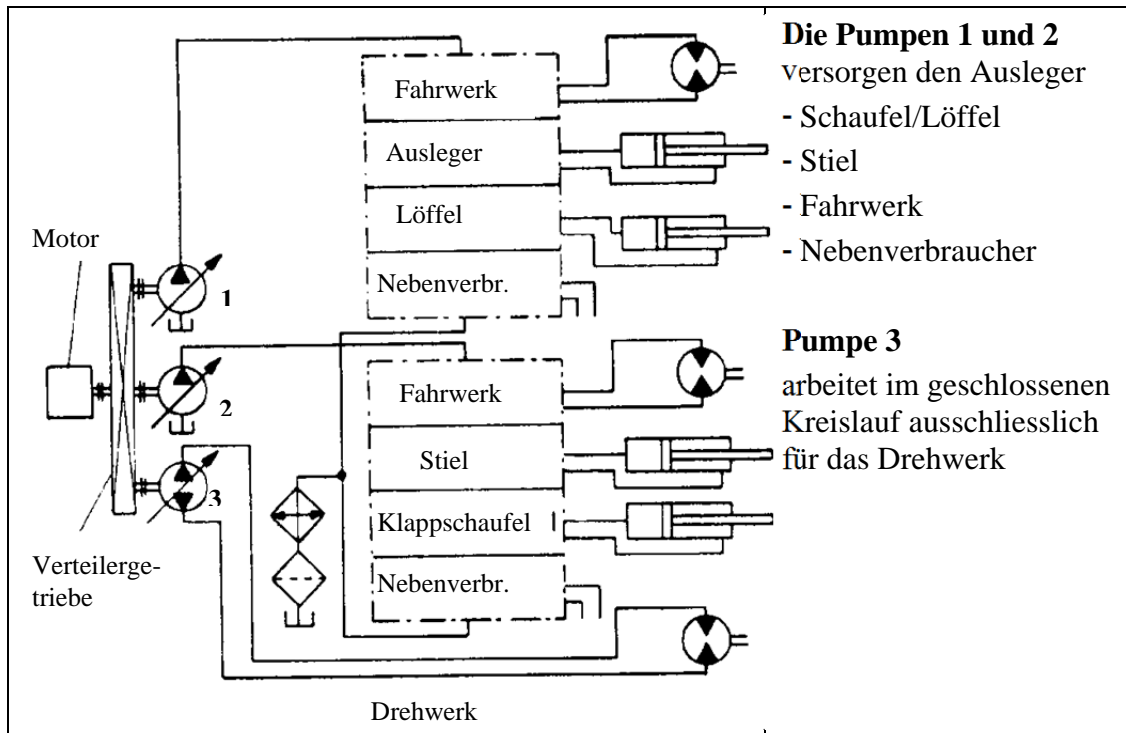 Die Pumpen 1 und 2
versorgen den Ausleger
- Schaufel/Löffel
- Stiel
- Fahrwerk
- Nebenverbraucher
Pumpe 3
arbeitet im geschlossenen
Kreislauf ausschliesslich
für das Drehwerk
Fahrwerk
Ausleger
Löffel
Nebenverbr.
Motor
1
2
3
Fahrwerk
Stiel
Klappschaufel
Nebenverbr.
Verteilerge-
triebe
Drehwerk